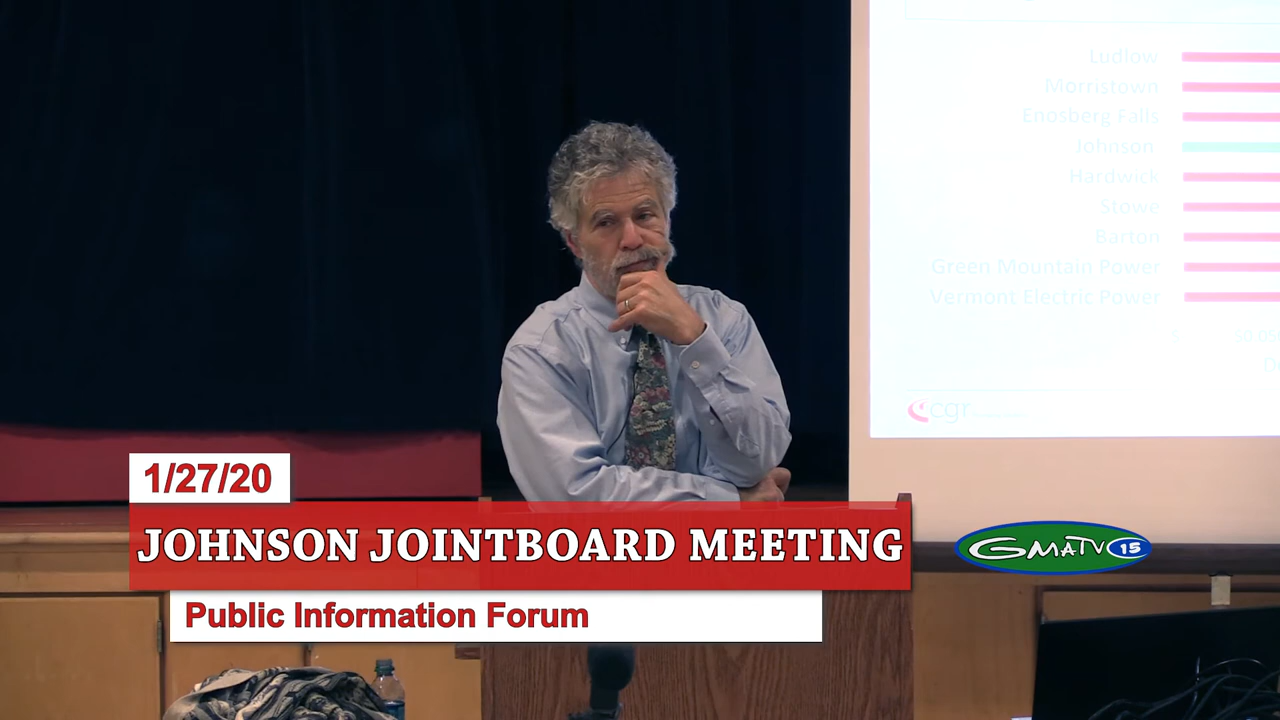 Ludlow
Morristown
Enosberg Falls
Johnson
Hardwick
Stowe
Barton
Green Mountain Power
Vermont Electric Power
cgr
1/27/20
JOHNSON JOINTBOARD MEETING
GMATV 15
Public Information Forum